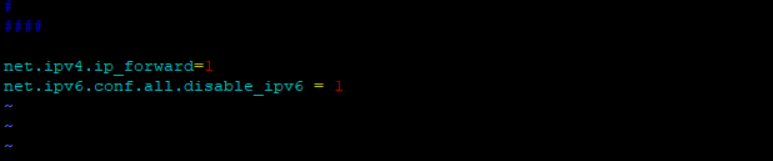 #
####
net.ipv4.ip_forward=1
net.ipv6.conf.all.disable_ipv6 = 1
~
~
~